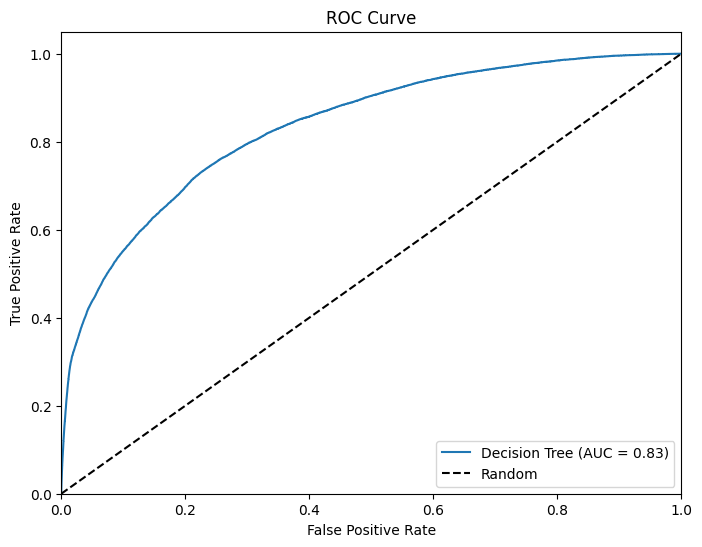 ROC Curve
True Positive Rate
1.0
0.8
0.6
0.4
0.2
0.0
0.0 0.2 0.4 0.6 0.8 1.0
False Positive Rate
Decision Tree (AUC = 0.83)
Random